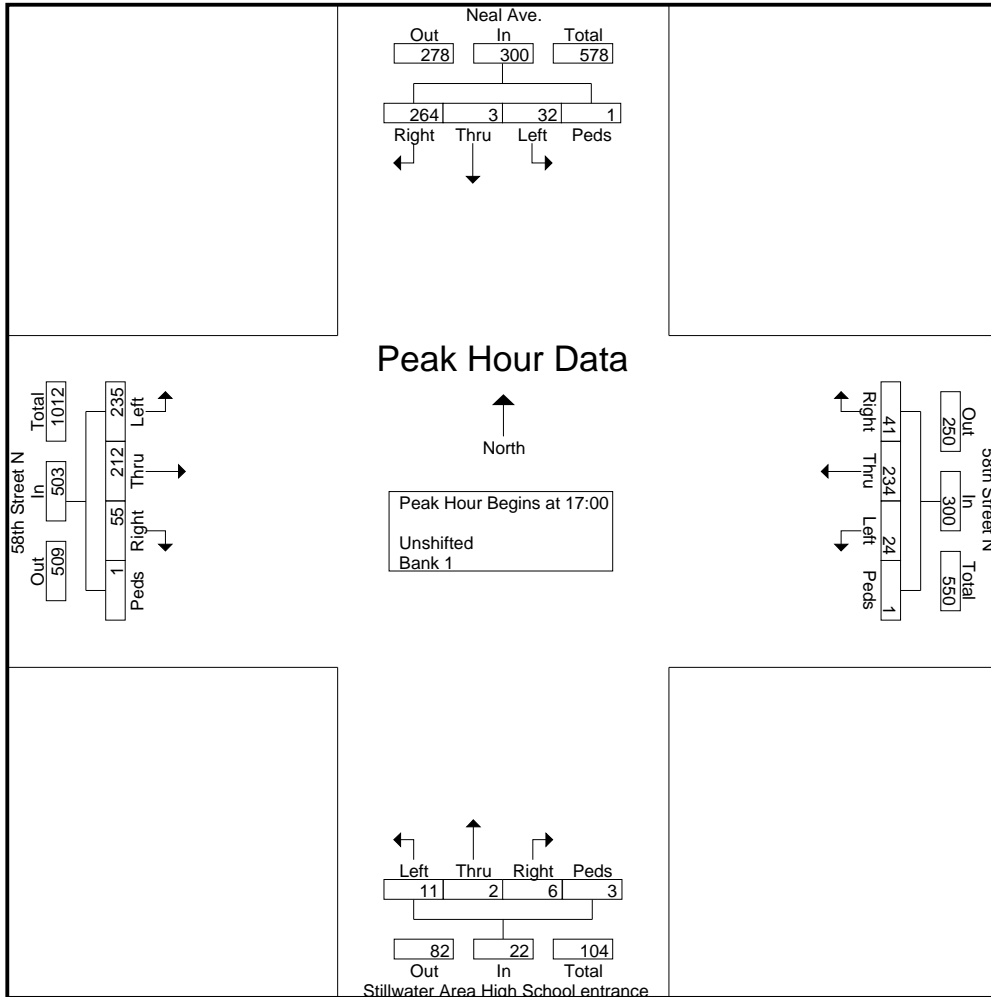 Neal Ave.
Out In Total
278 300 578
264 3 32 1
Right Thru Left Peds
Peak Hour Data
North
Peak Hour Begins at 17:00
Unshifted
Bank 1
58th Street N
Total In Out
1012 503 509
235 212 55 1
Left Thru Right Peds
58th Street N
Out In Total
250 300 550
41 234 24 1
Right Thru Left Peds
Left Thru Right Peds
11 2 6 3
82 22 104
Out In Total
Stillwater Area High School entrance